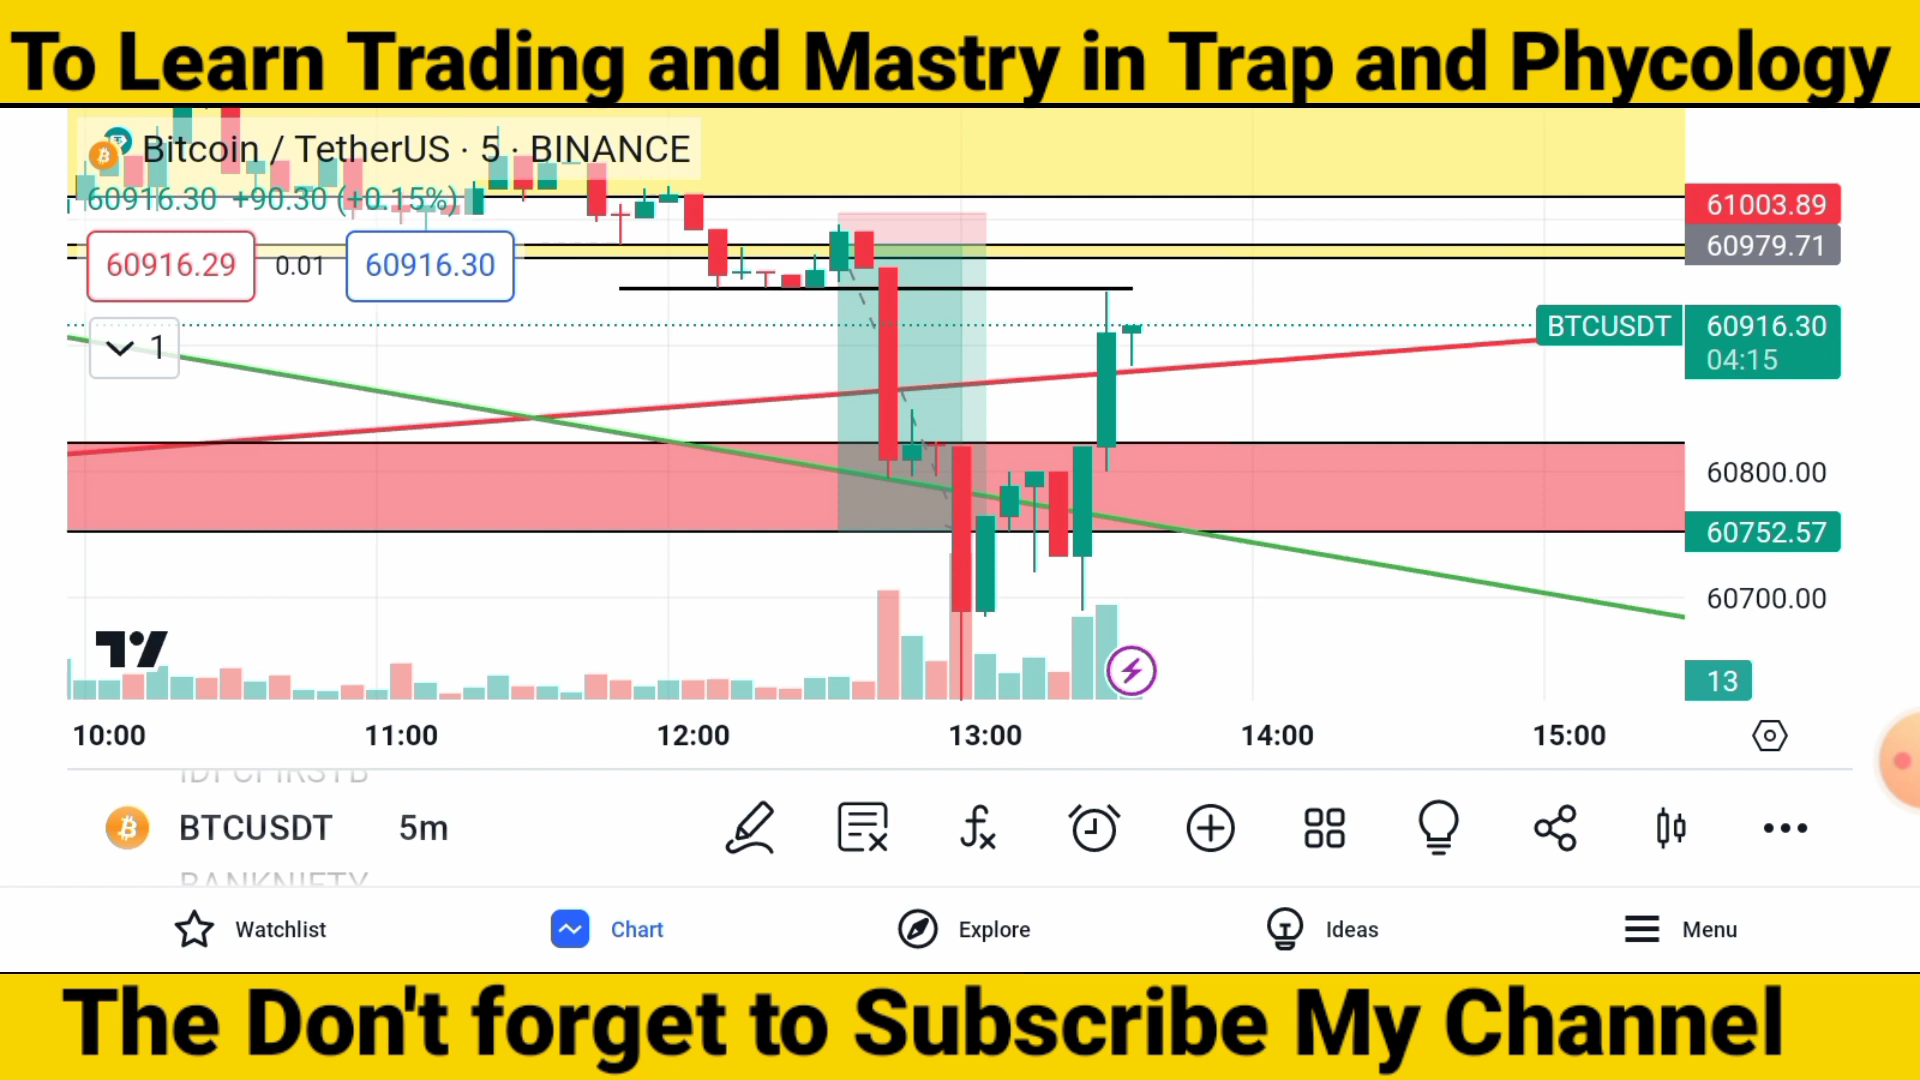 To Learn Trading and Mastry in Trap and Phycology
Bitcoin / TetherUS · 5 · BINANCE
60916.30 +90.30 (+0.15%)
60916.29 0.01 60916.30
1
61003.89
60979.71
BTCUSDT 60916.30
04:15
60800.00
60752.57
60700.00
13
10:00 11:00 12:00 13:00 14:00 15:00
BTCUSDT 5m
BANKNIFTY
Watchlist Chart Explore Ideas Menu
The Don't forget to Subscribe My Channel